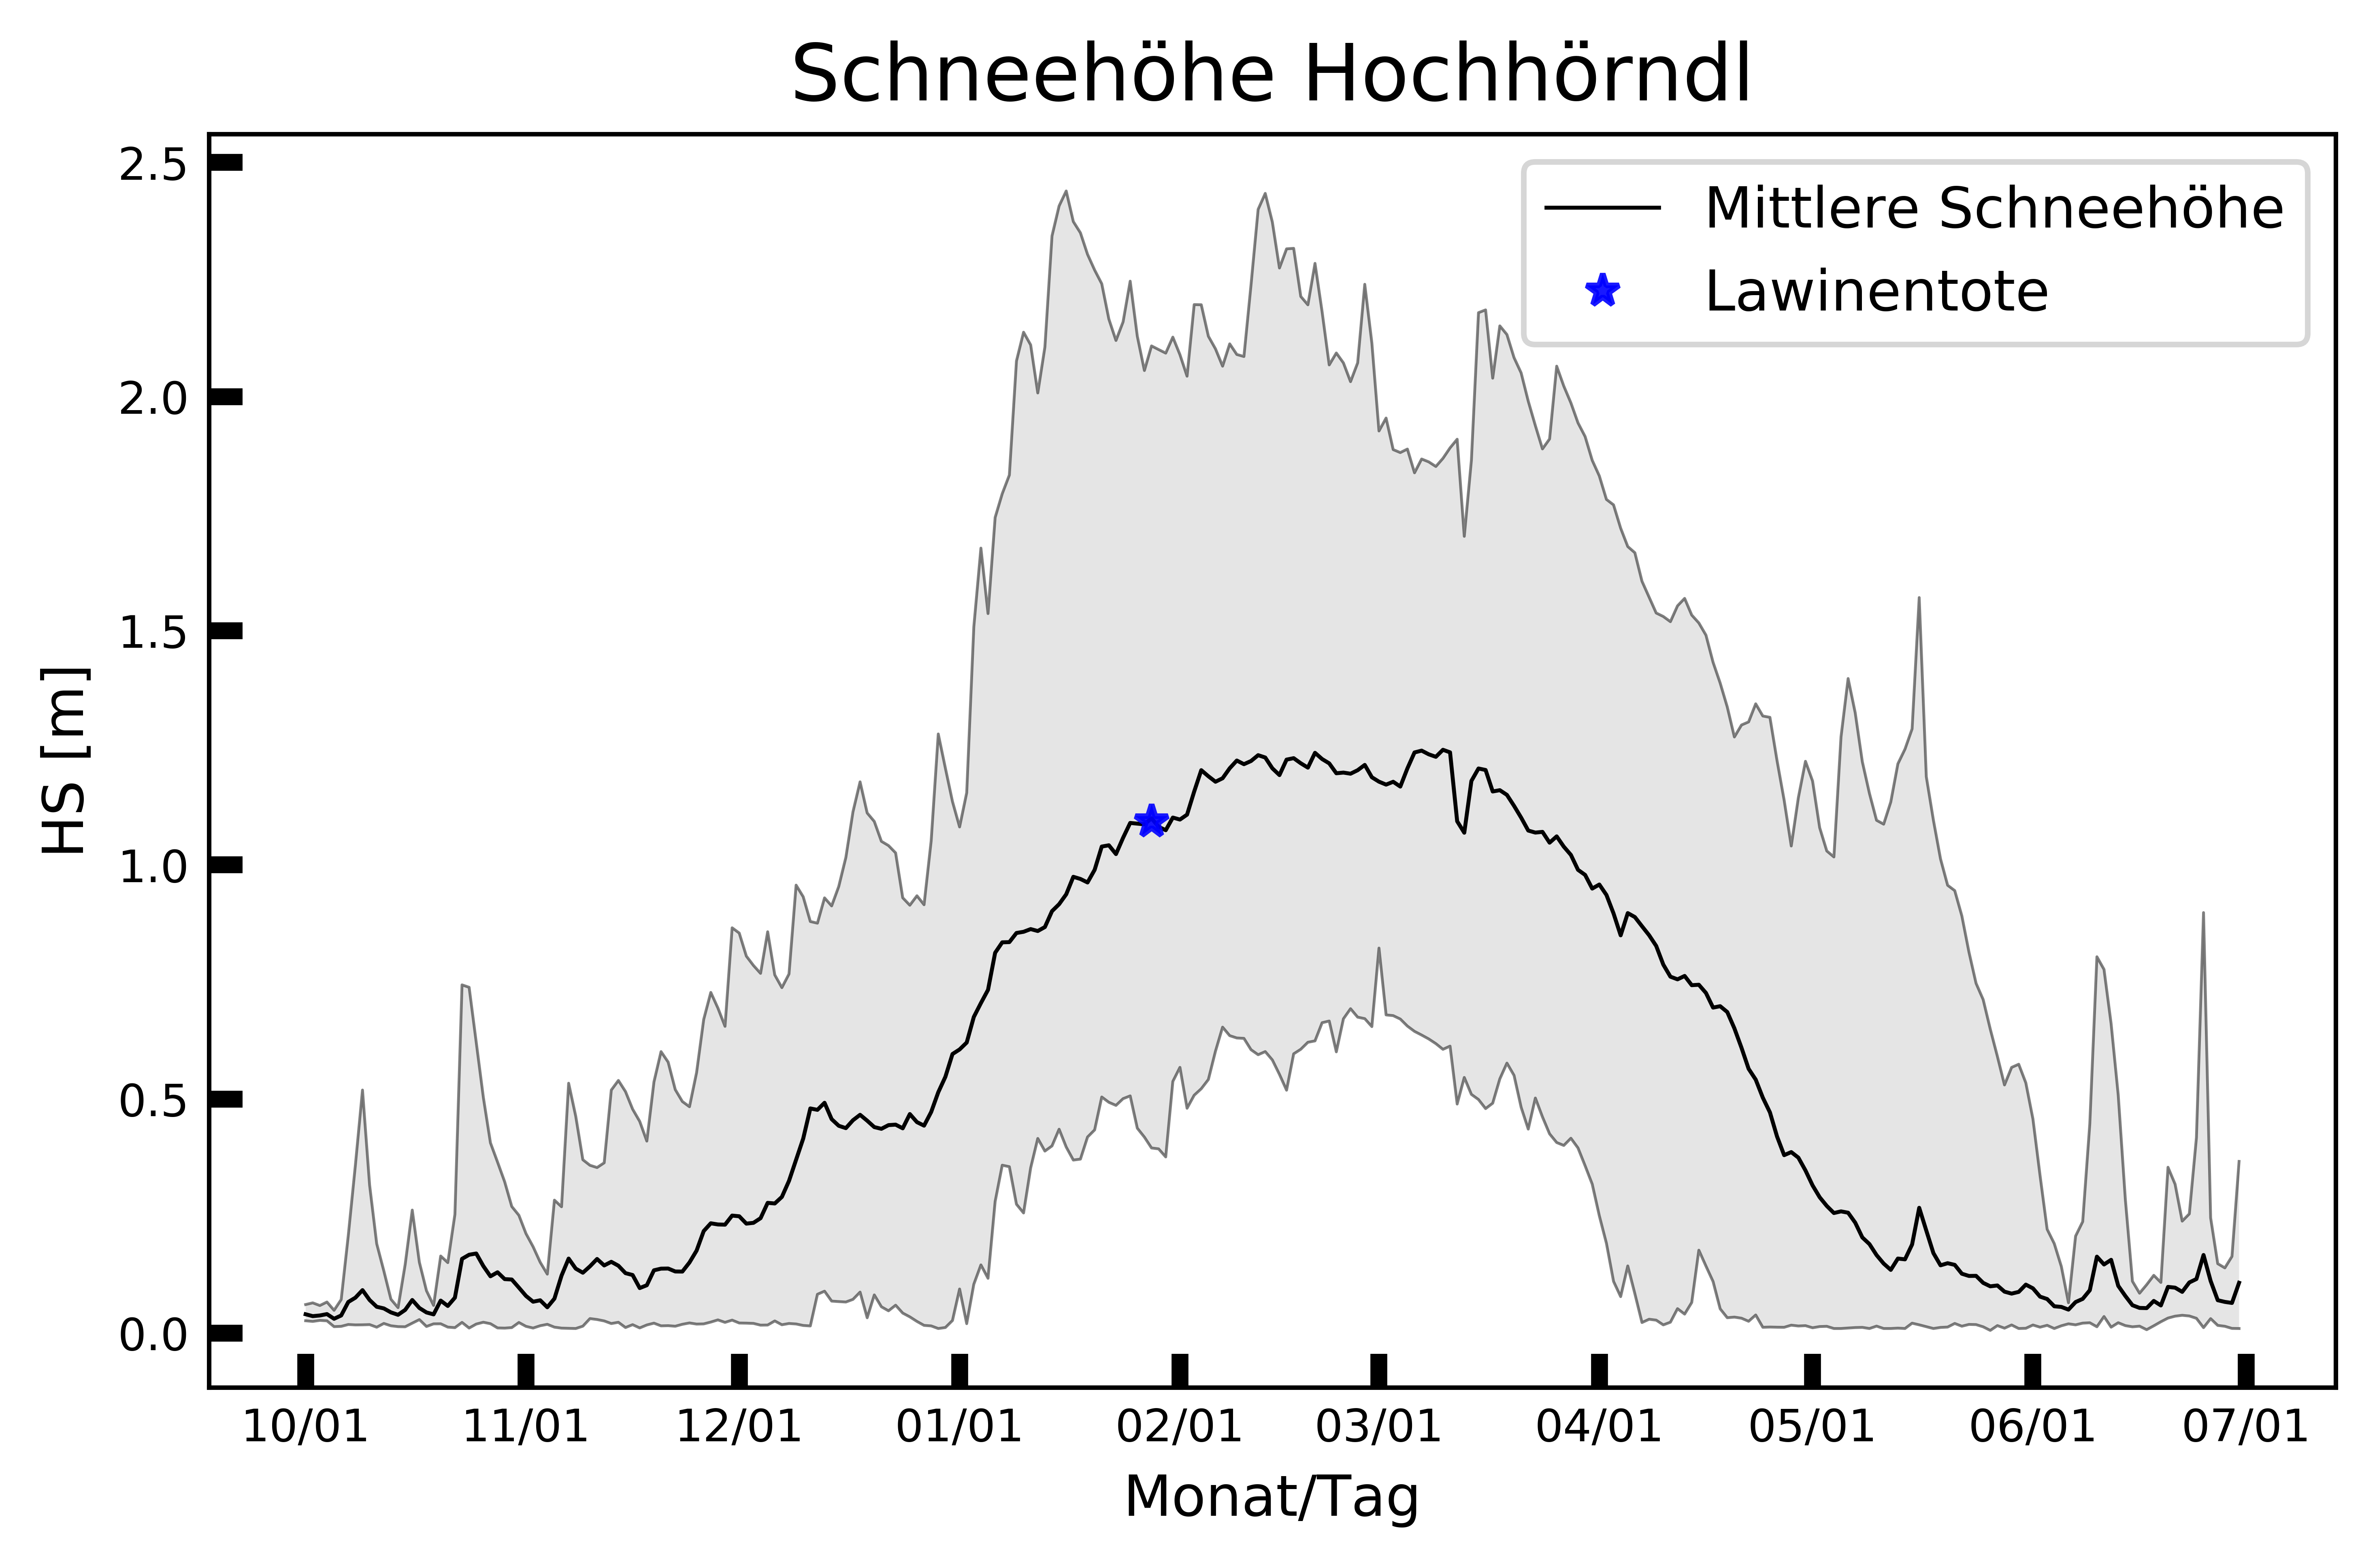 Schneehöhe Hochhörndl
Mittlere Schneehöhe
Lawinentote
HS [m]
2.5
2.0
1.5
1.0
0.5
0.0
10/01 11/01 12/01 01/01 02/01 03/01 04/01 05/01 06/01 07/01
Monat/Tag